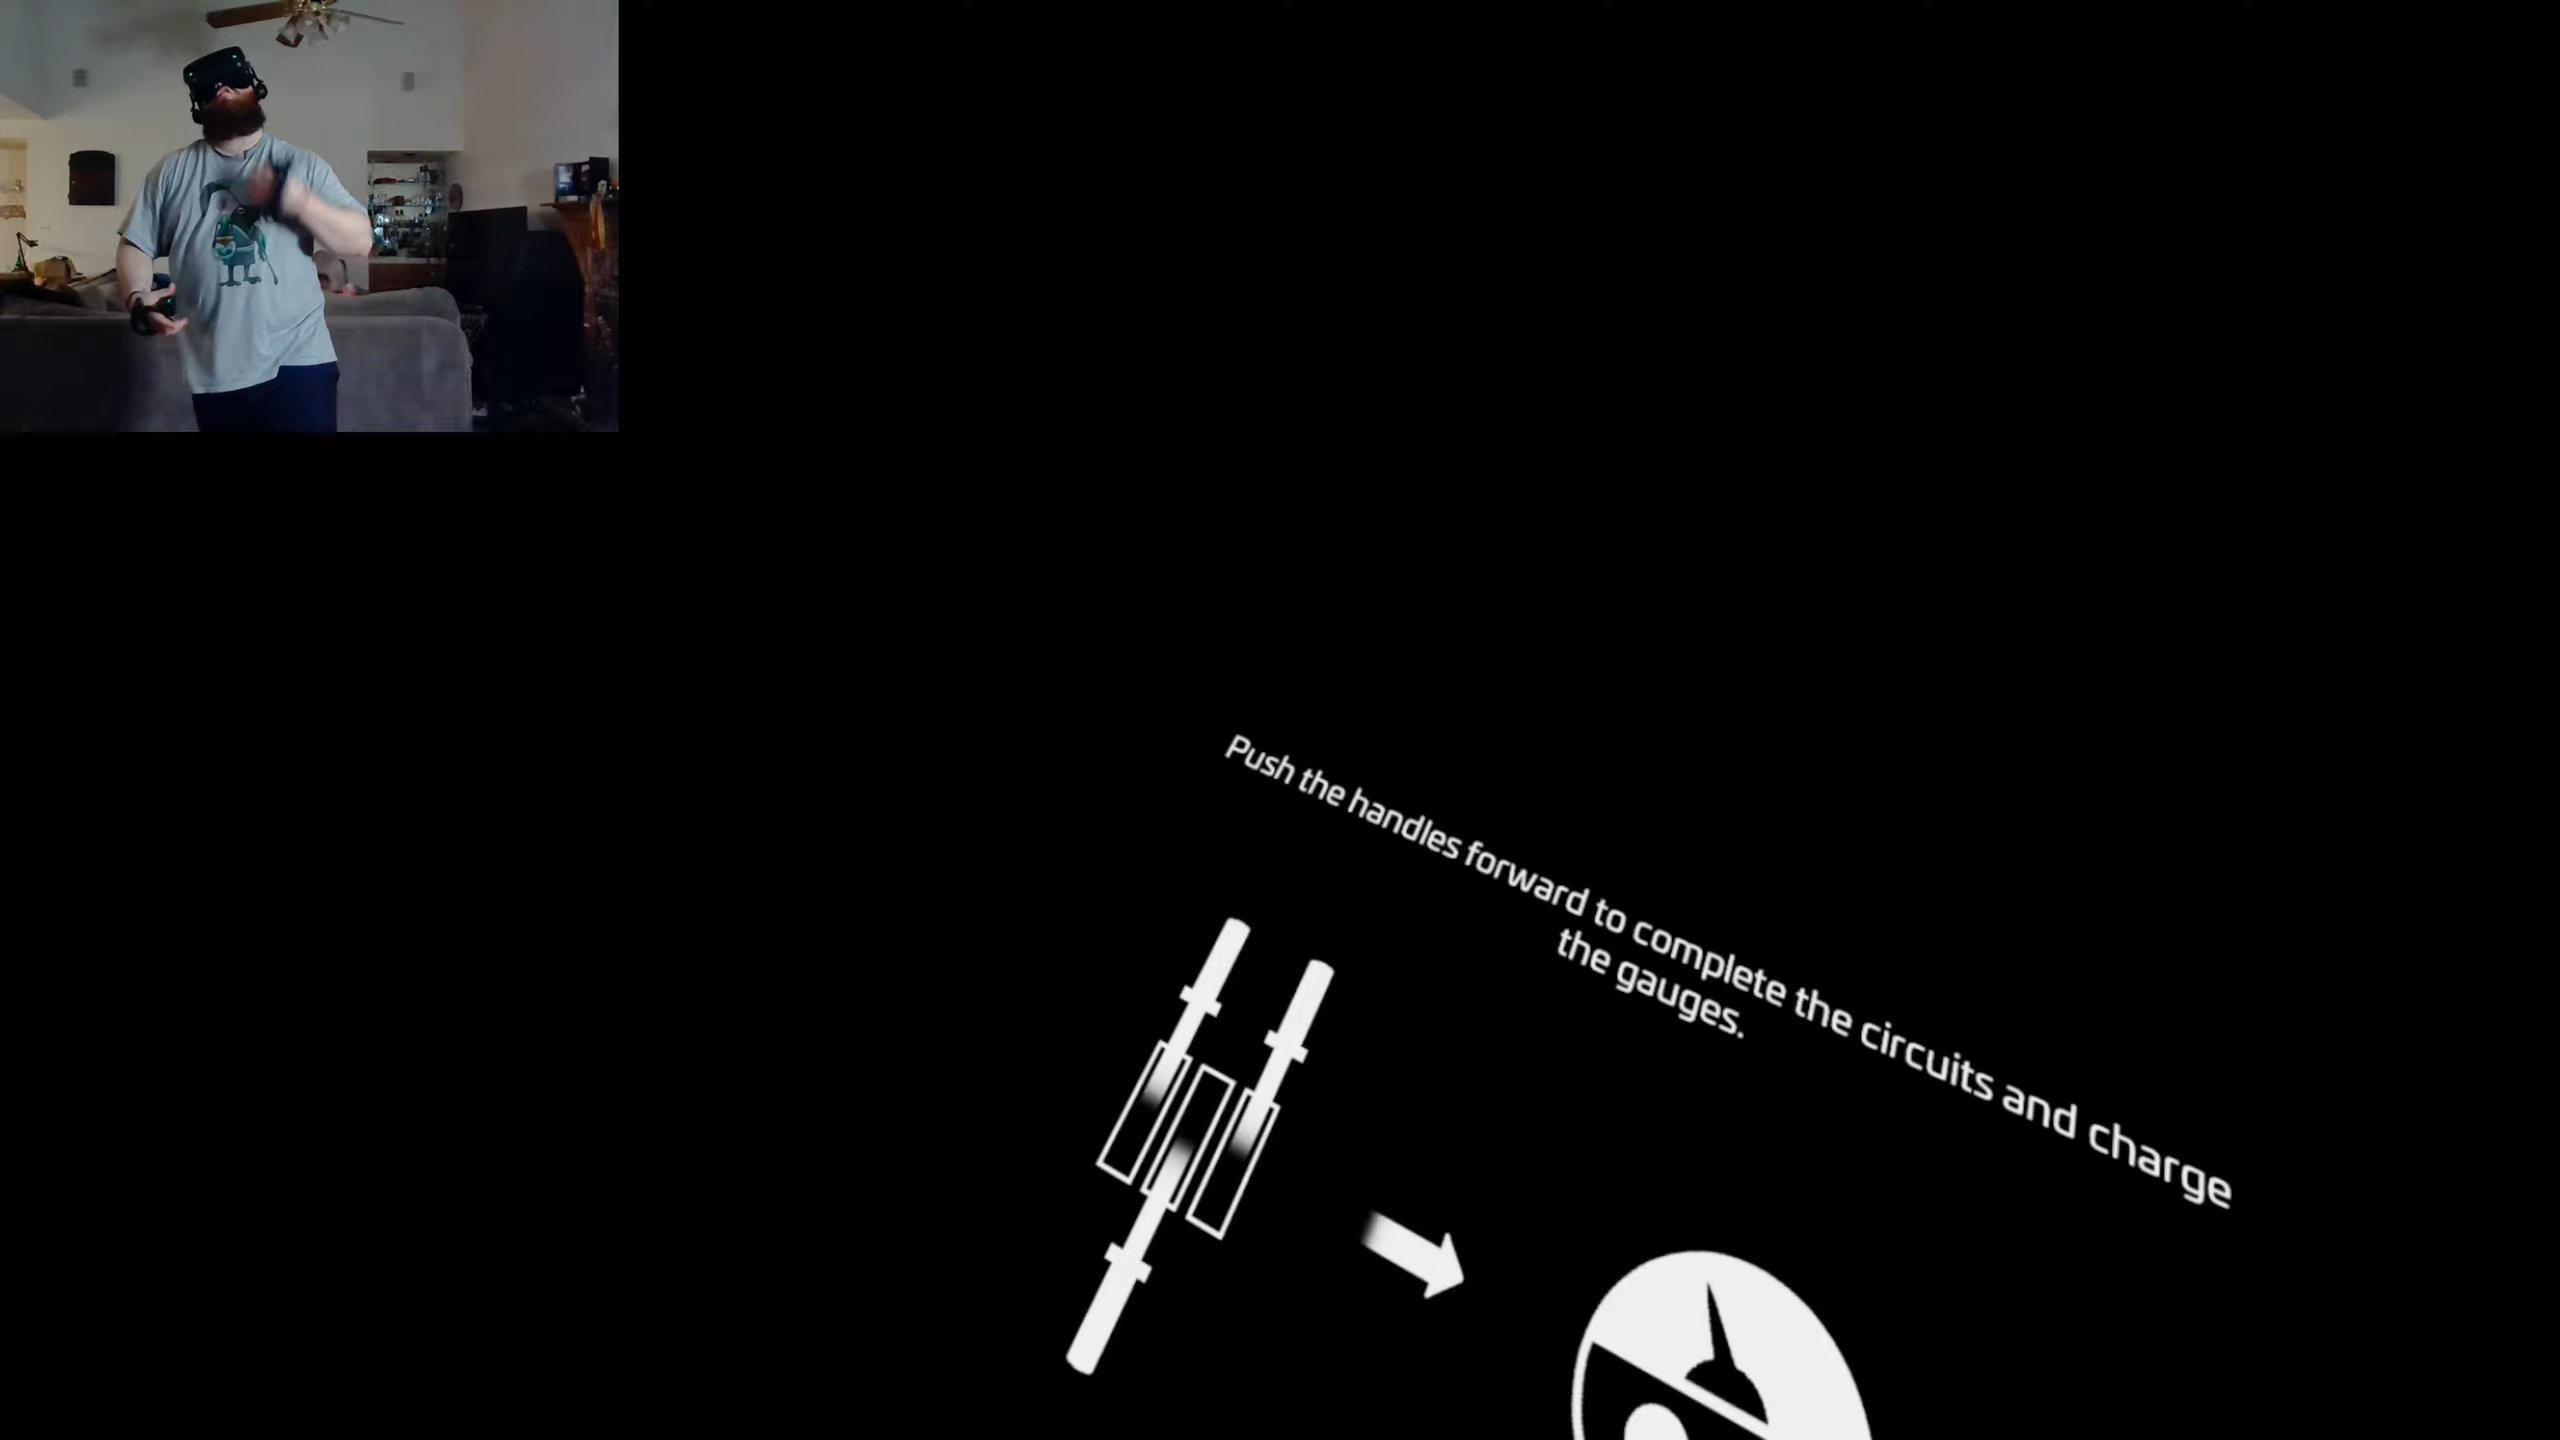 Push the handles forward to complete the circuits and charge
the gauges.